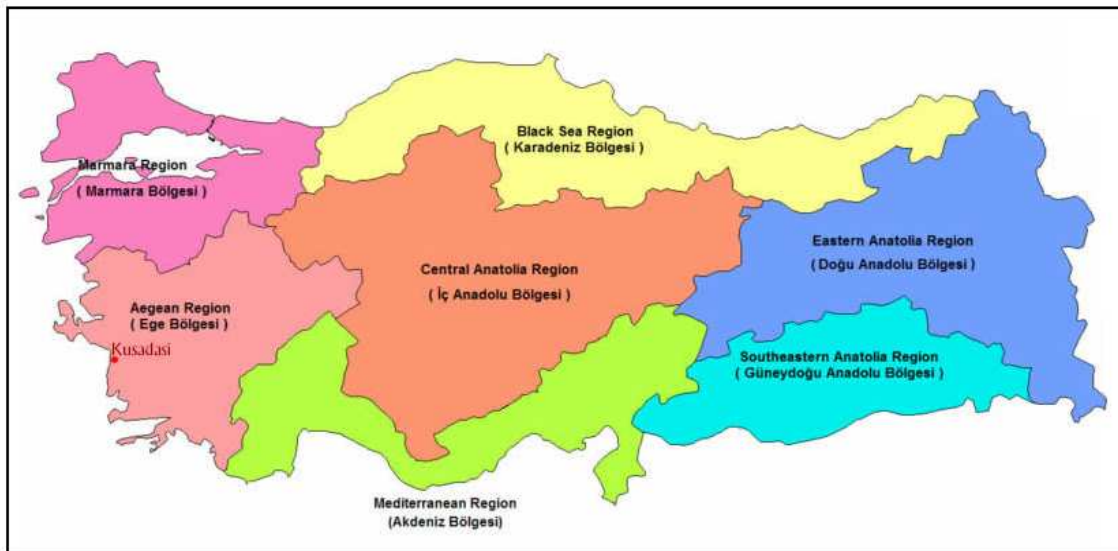 Black Sea Region
( Karadeniz Bölgesi )
Marmara Region
( Marmara Bölgesi )
Eastern Anatolia Region
( Doğu Anadolu Bölgesi )
Central Anatolia Region
( İç Anadolu Bölgesi )
Aegean Region
( Ege Bölgesi )
Kusadasi
Southeastern Anatolia Region
( Güneydoğu Anadolu Bölgesi )
Mediterranean Region
(Akdeniz Bölgesi)